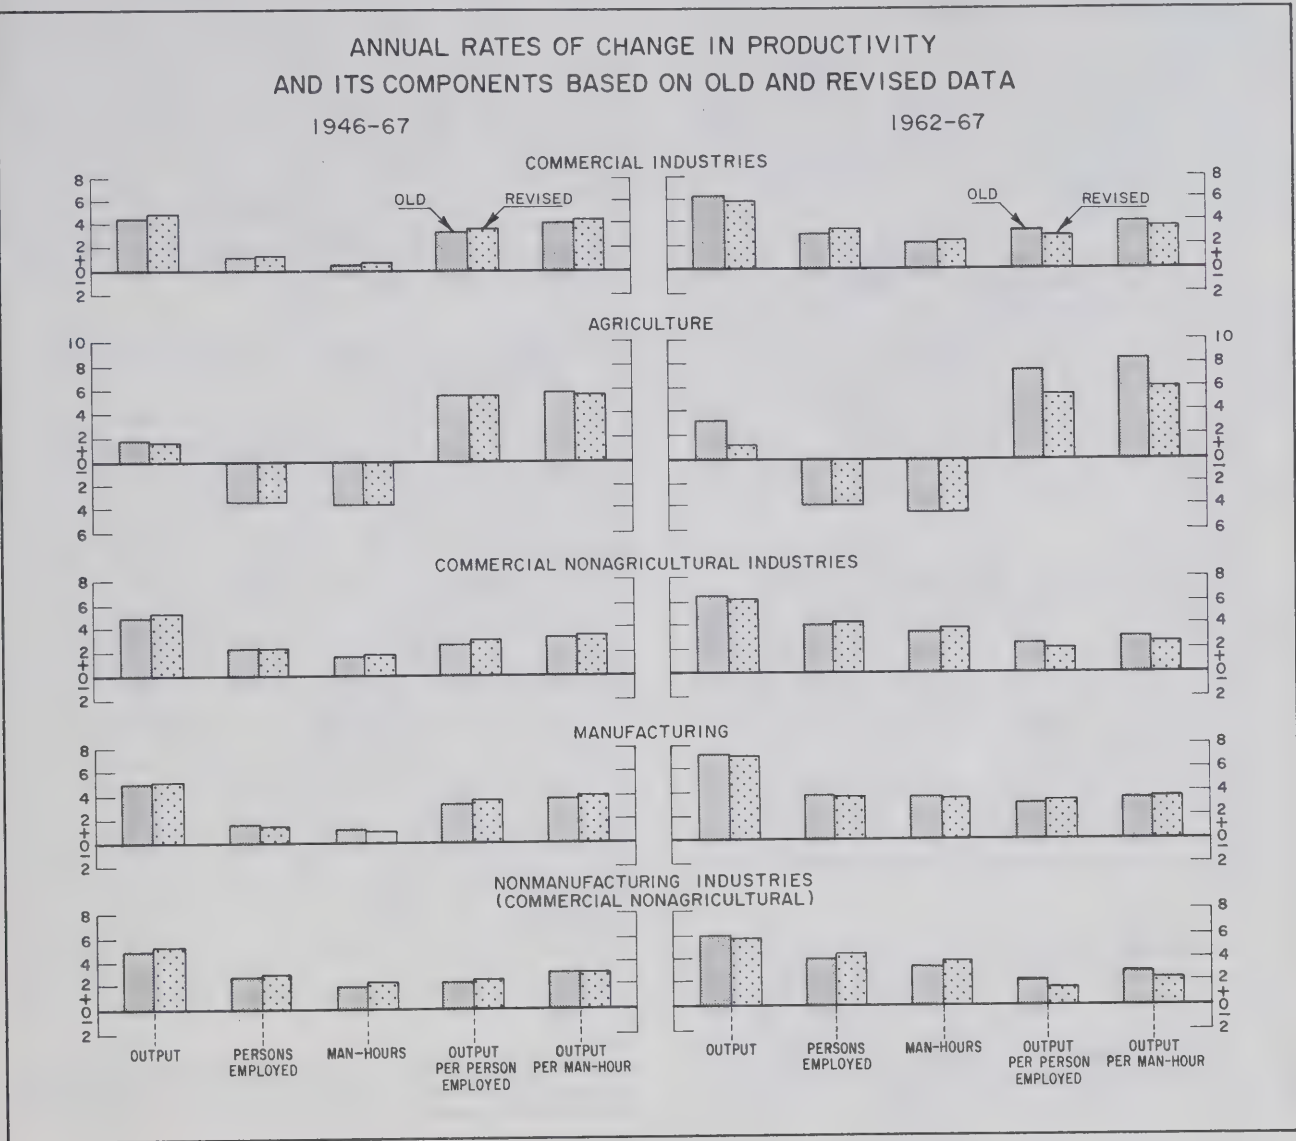 ANNUAL RATES OF CHANGE IN PRODUCTIVITY
AND ITS COMPONENTS BASED ON OLD AND REVISED DATA
1946-67
1962-67
COMMERCIAL INDUSTRIES
8
6
4
2
+
0
−
2
OLD
REVISED
OLD
REVISED
8
6
4
2
+
0
−
2
AGRICULTURE
10
8
6
4
2
+
0
−
2
4
6
10
8
6
4
2
+
0
−
2
4
6
COMMERCIAL NONAGRICULTURAL INDUSTRIES
8
6
4
2
+
0
−
2
8
6
4
2
+
0
−
2
MANUFACTURING
8
6
4
2
+
0
−
2
8
6
4
2
+
0
−
2
NONMANUFACTURING INDUSTRIES
(COMMERCIAL NONAGRICULTURAL)
8
6
4
2
+
0
−
2
8
6
4
2
+
0
−
2
OUTPUT
PERSONS
EMPLOYED
MAN-HOURS
OUTPUT
PER PERSON
EMPLOYED
OUTPUT
PER MAN-HOUR
OUTPUT
PERSONS
EMPLOYED
MAN-HOURS
OUTPUT
PER PERSON
EMPLOYED
OUTPUT
PER MAN-HOUR